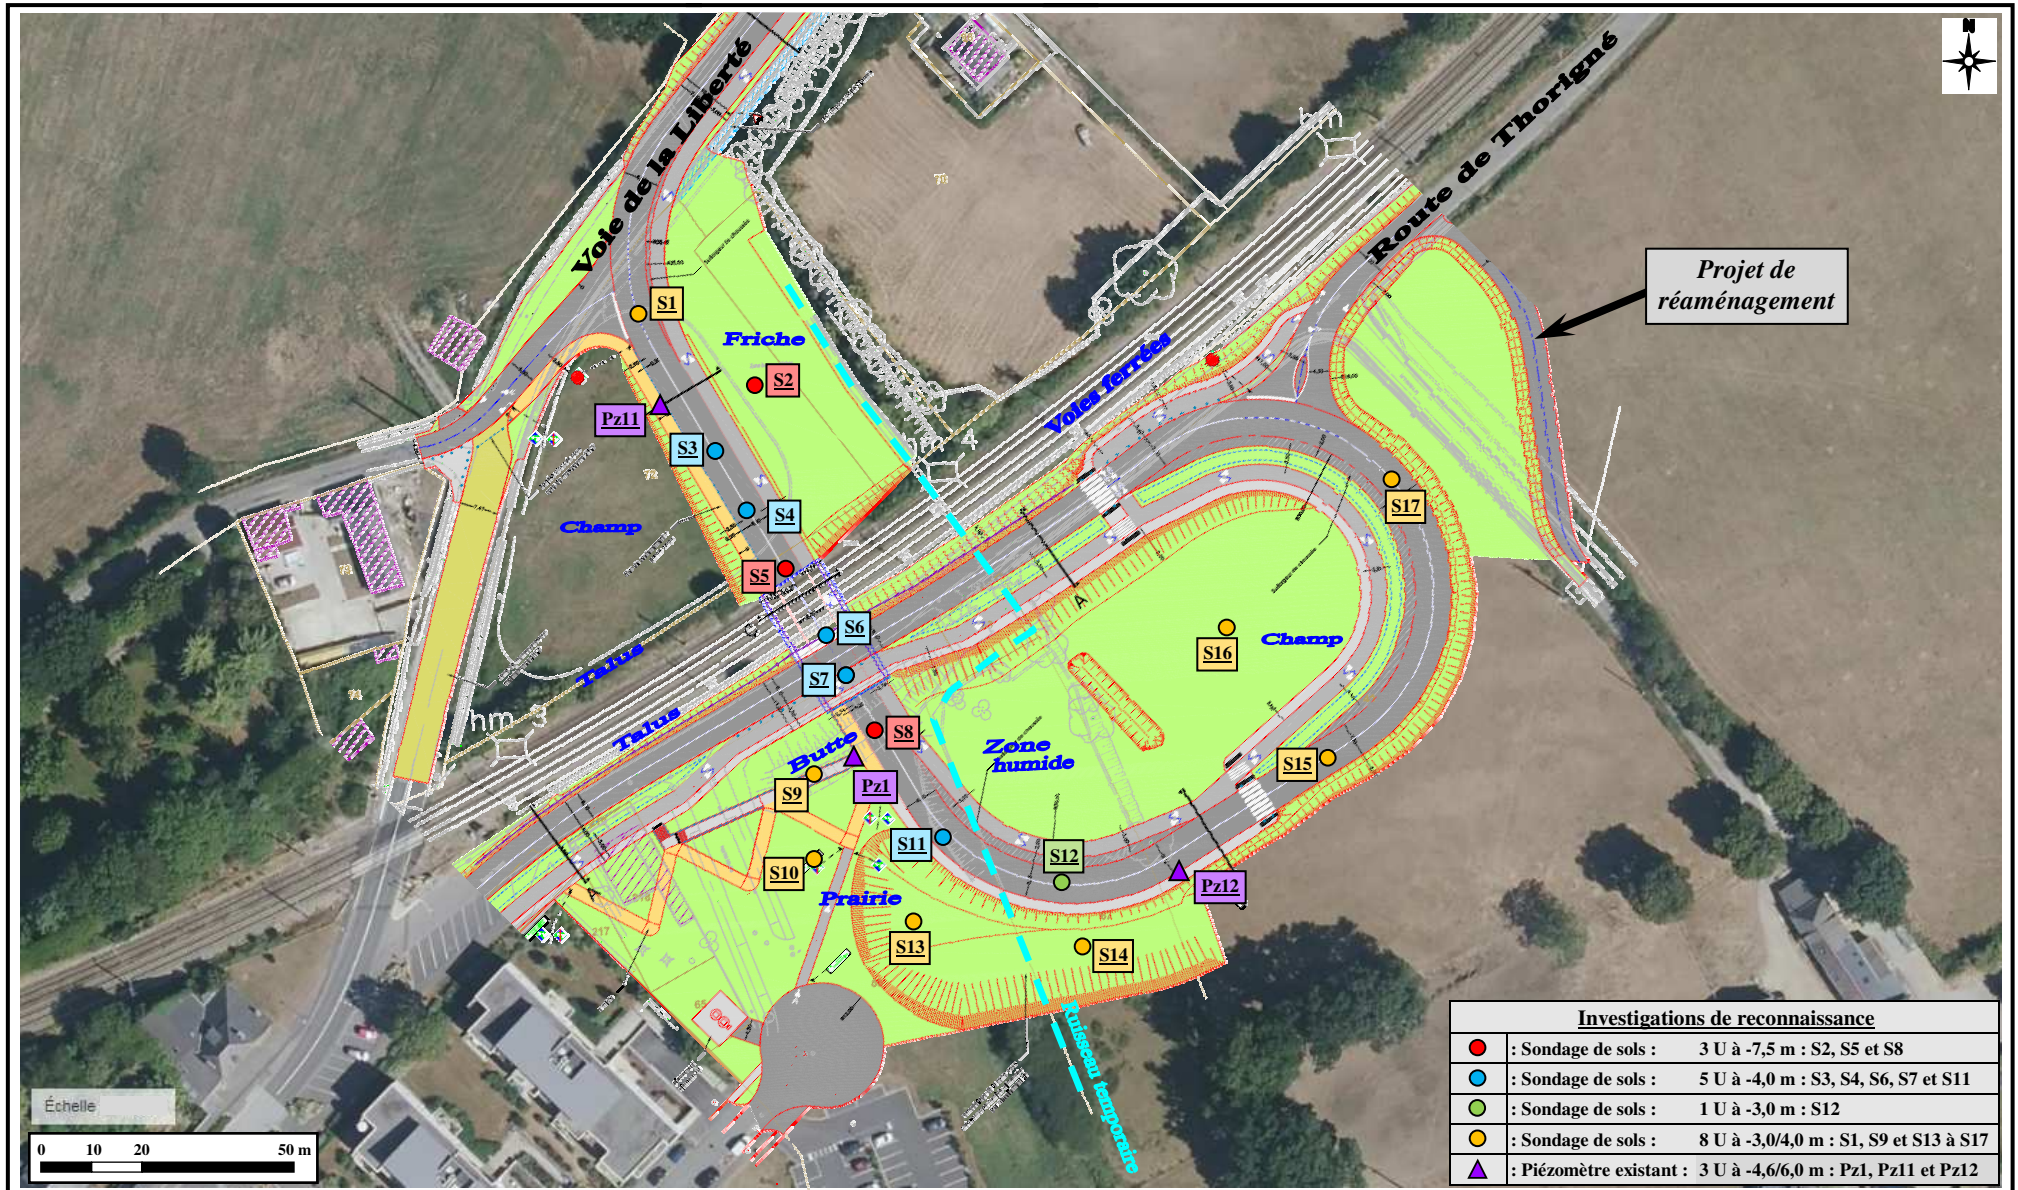 N
Voie de la Liberté
Route de Thorigné
Projet de
réaménagement
S1
Friche
S2
Pz11
S3
S4
Champ
S5
Voies ferrées
hm 4
S17
S6
S7
S16
Champ
Talus
Talus
hm 3
Butte
S8
Zone
humide
A
S15
S9
Pz1
S11
S12
S10
Pz12
Prairie
S13
S14
A
217
Ruisseau temporaire
Échelle
0 10 20 50 m
Investigations de reconnaissance
: Sondage de sols : 3 U à -7,5 m : S2, S5 et S8
: Sondage de sols : 5 U à -4,0 m : S3, S4, S6, S7 et S11
: Sondage de sols : 1 U à -3,0 m : S12
: Sondage de sols : 8 U à -3,0/4,0 m : S1, S9 et S13 à S17
: Piézomètre existant : 3 U à -4,6/6,0 m : Pz1, Pz11 et Pz12